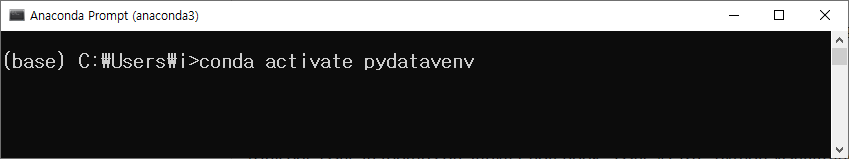 Anaconda Prompt (anaconda3)
(base) C:₩Users₩i>conda activate pydatavenv